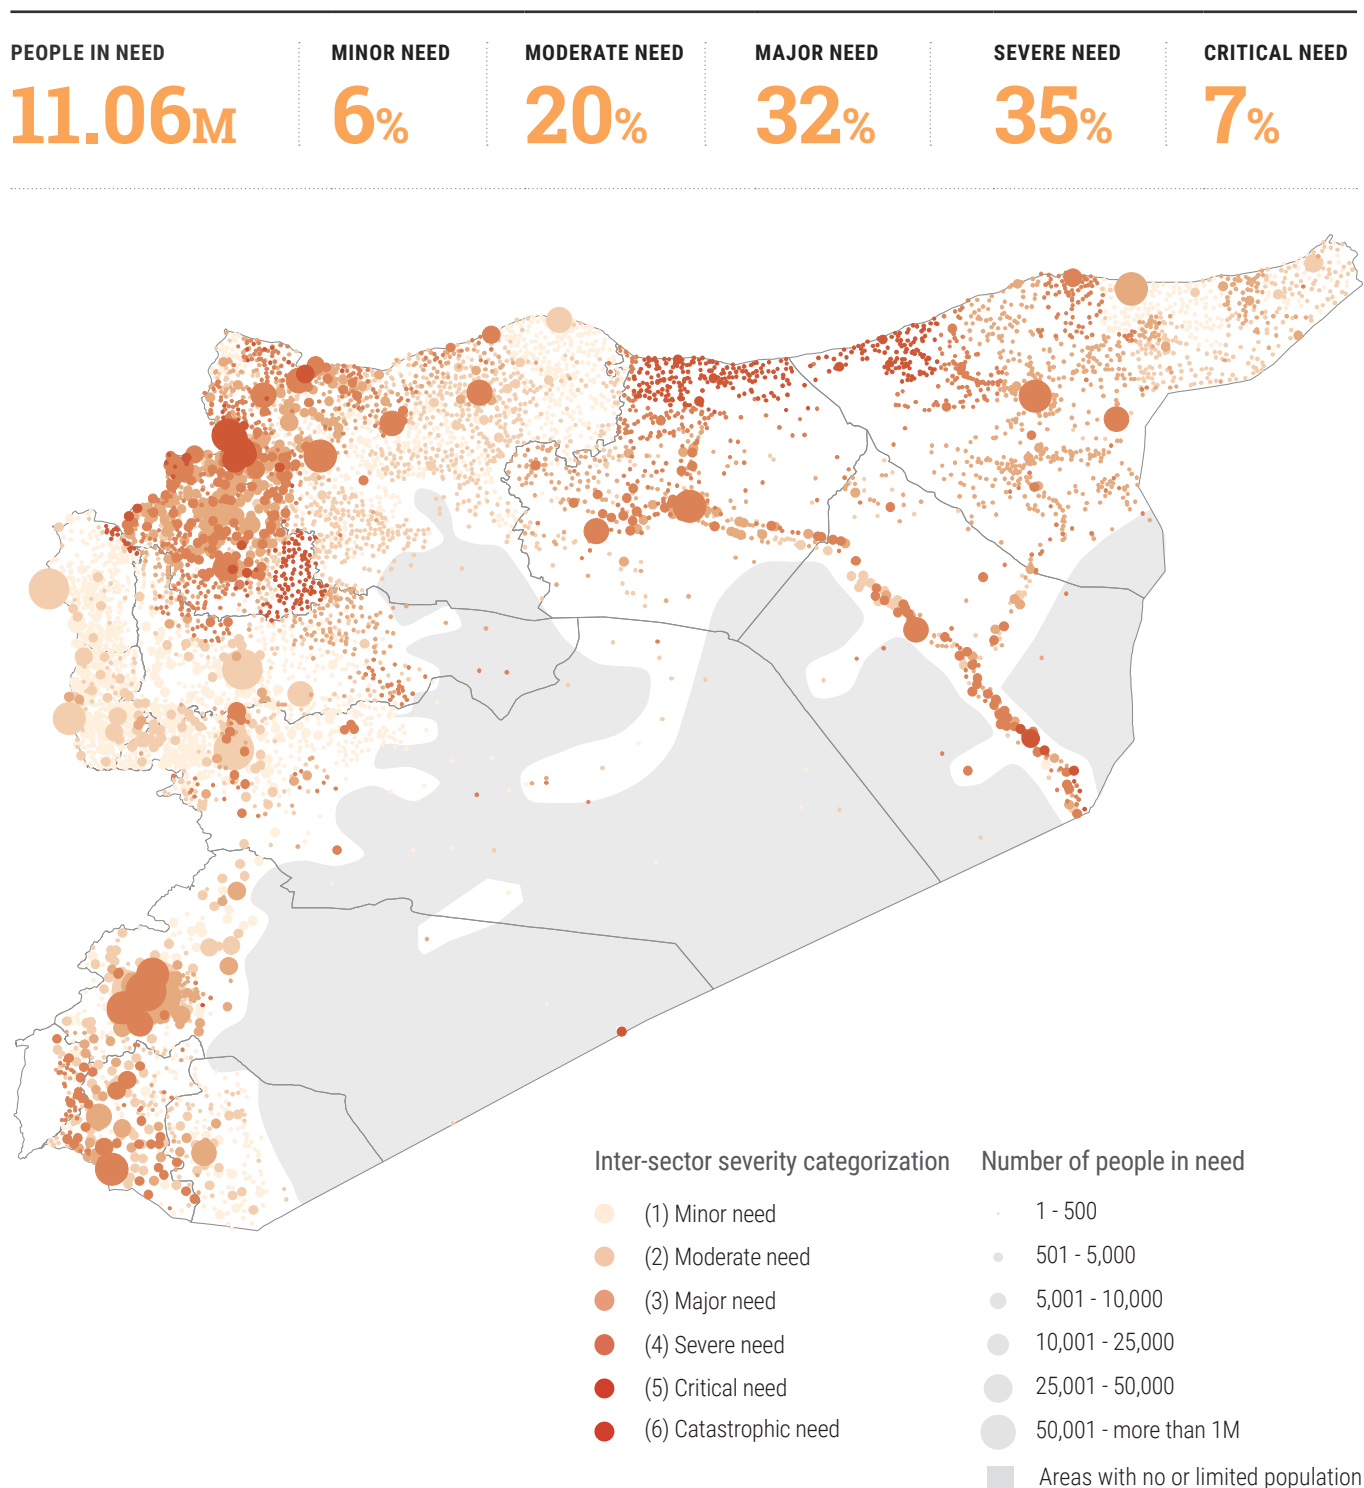 PEOPLE IN NEED
11.06M
MINOR NEED
6%
MODERATE NEED
20%
MAJOR NEED
32%
SEVERE NEED
35%
CRITICAL NEED
7%
Inter-sector severity categorization
(1) Minor need
(2) Moderate need
(3) Major need
(4) Severe need
(5) Critical need
(6) Catastrophic need
Number of people in need
1 - 500
501 - 5,000
5,001 - 10,000
10,001 - 25,000
25,001 - 50,000
50,001 - more than 1M
Areas with no or limited population